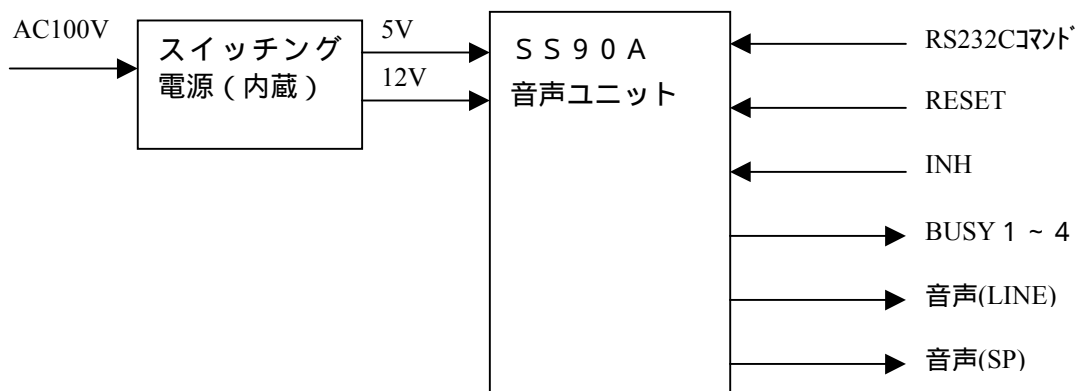 AC100V
スイッチング
電源(内蔵)
5V
12V
SS90A
音声ユニット
RS232Cコマンド
RESET
INH
BUSY1~4
音声(LINE)
音声(SP)